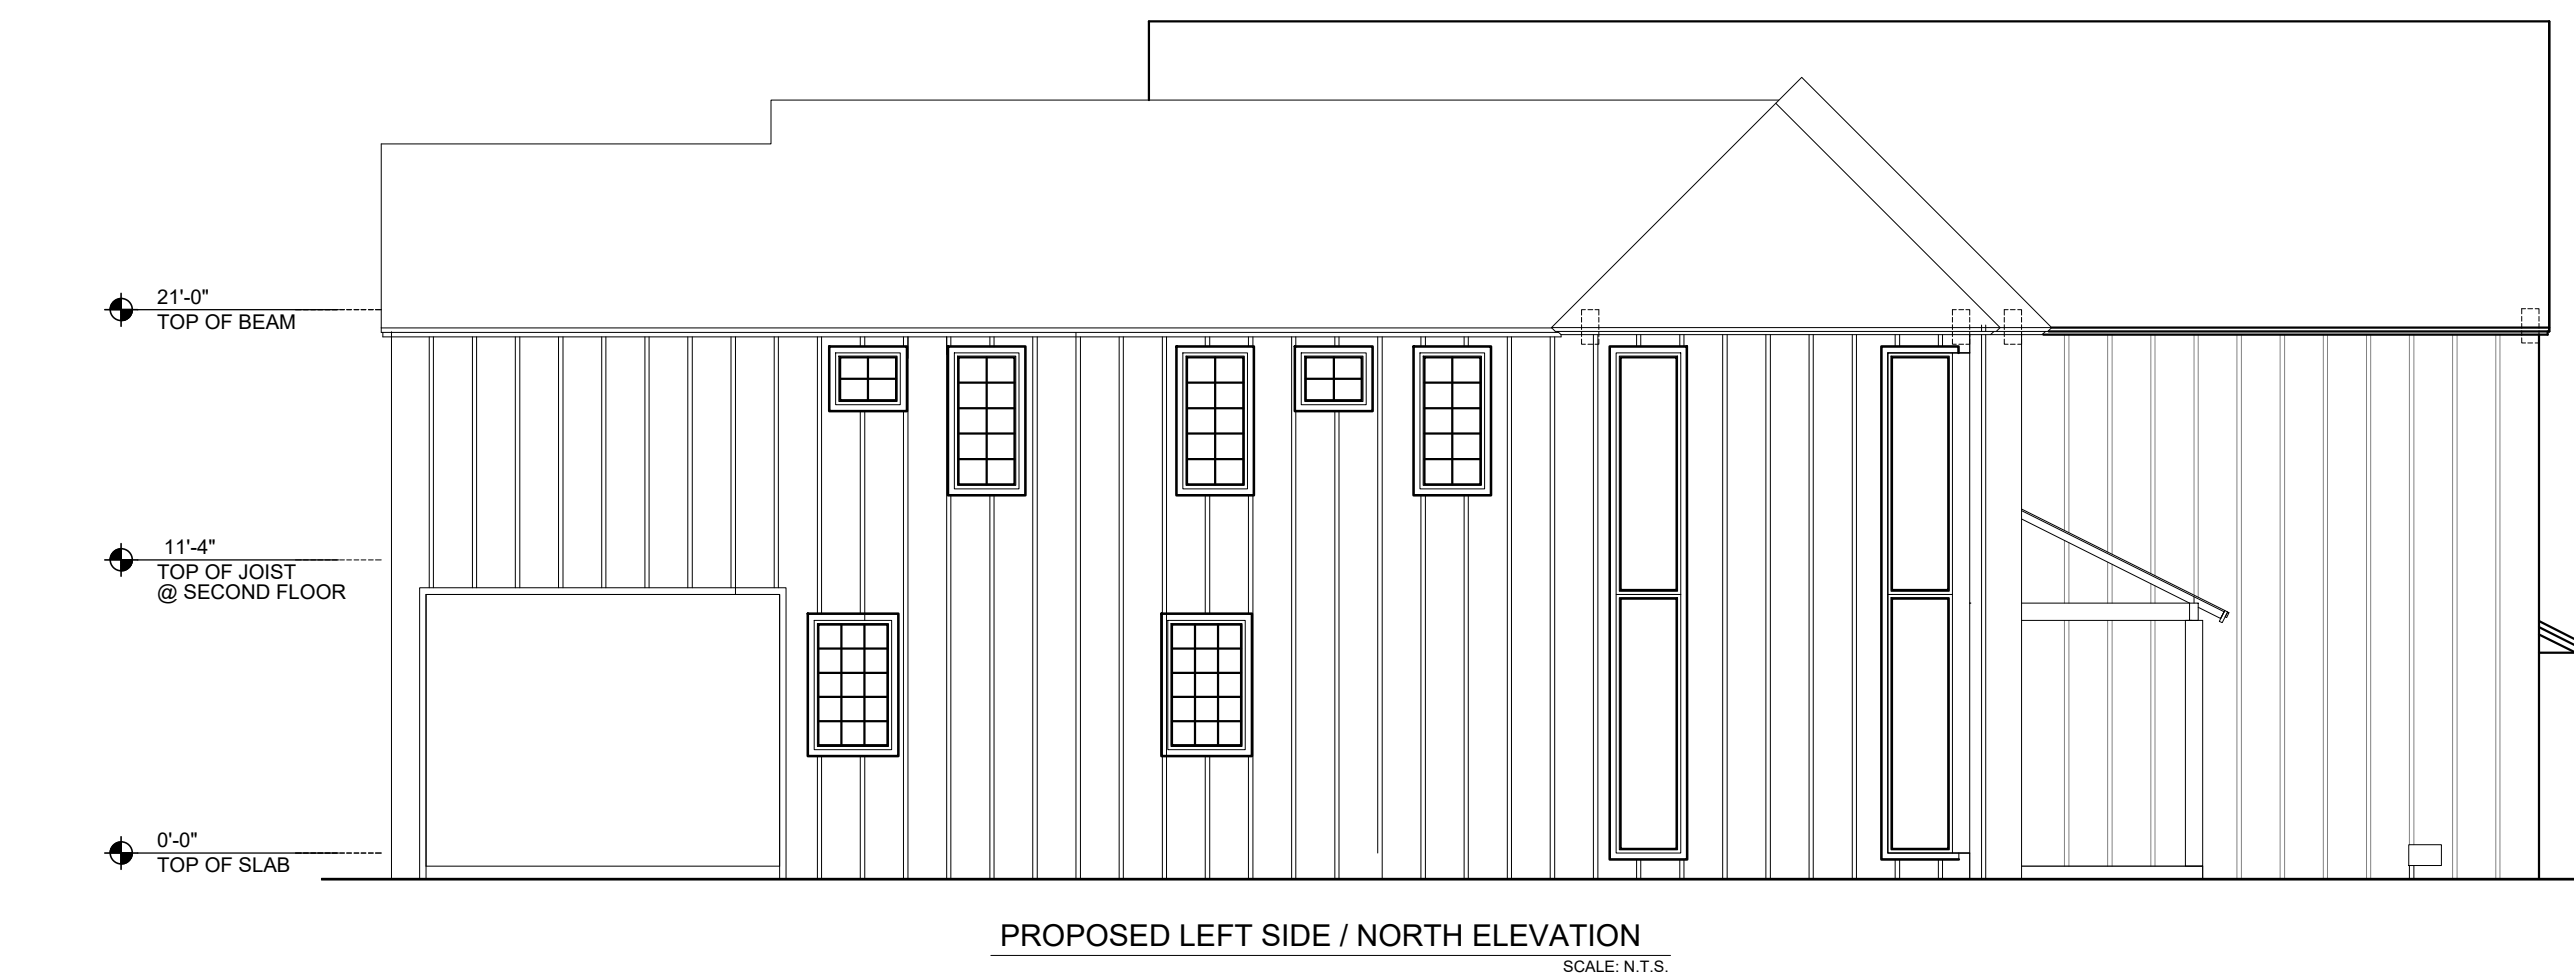 21'-0"
TOP OF BEAM
11'-4"
TOP OF JOIST
@ SECOND FLOOR
0'-0"
TOP OF SLAB
PROPOSED LEFT SIDE / NORTH ELEVATION
SCALE: N.T.S.